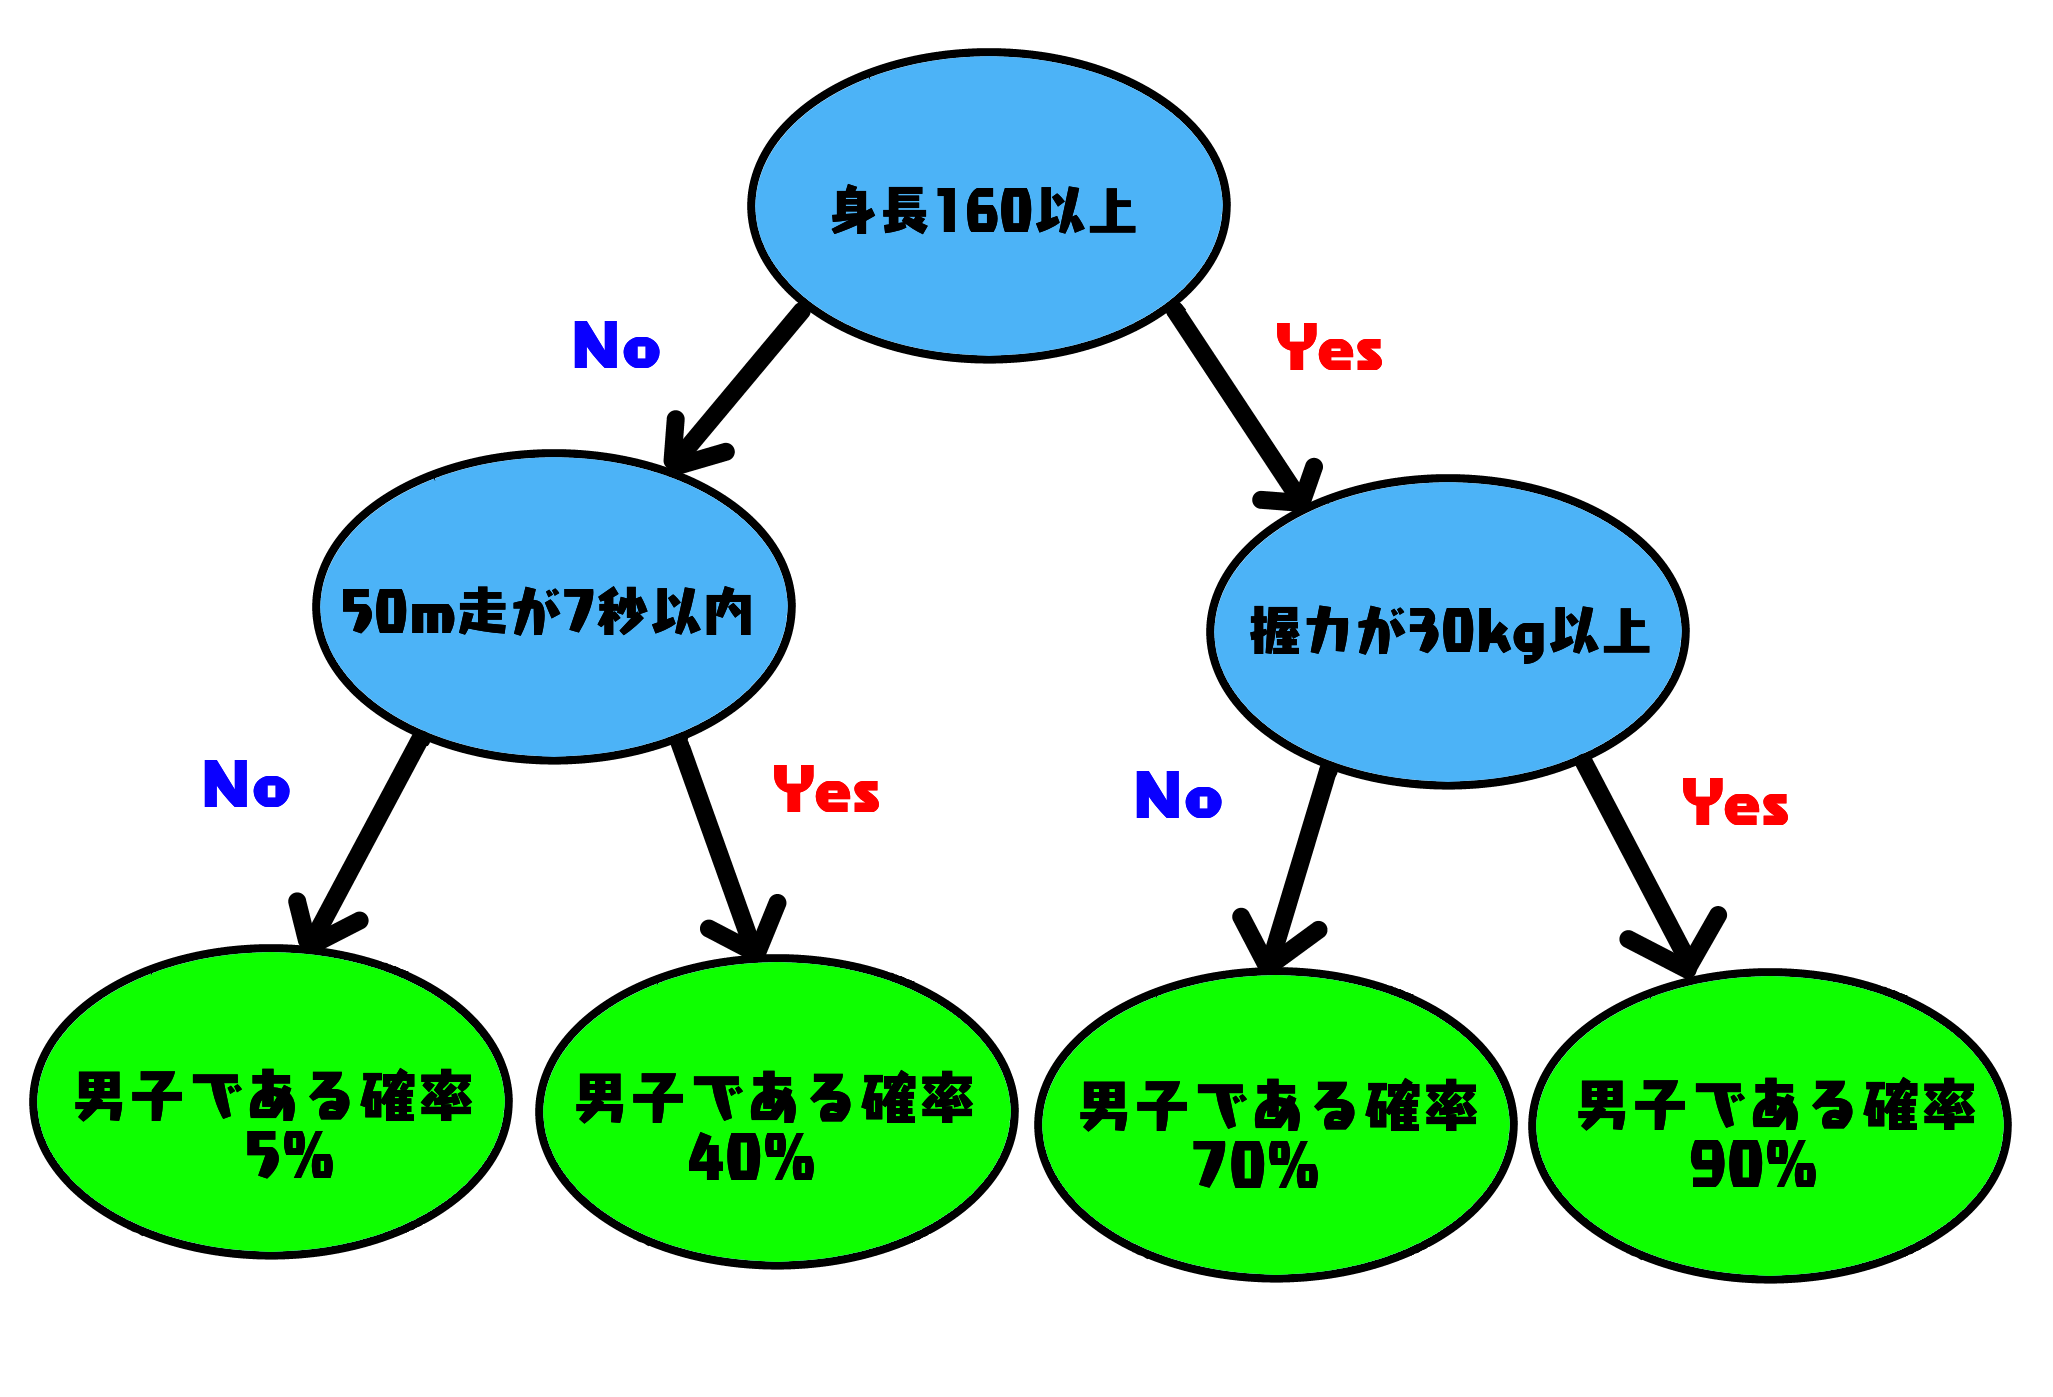 身長160以上
No
Yes
50m走が7秒以内
握力が30kg以上
No
Yes
No
Yes
男子である確率
5%
男子である確率
40%
男子である確率
70%
男子である確率
90%